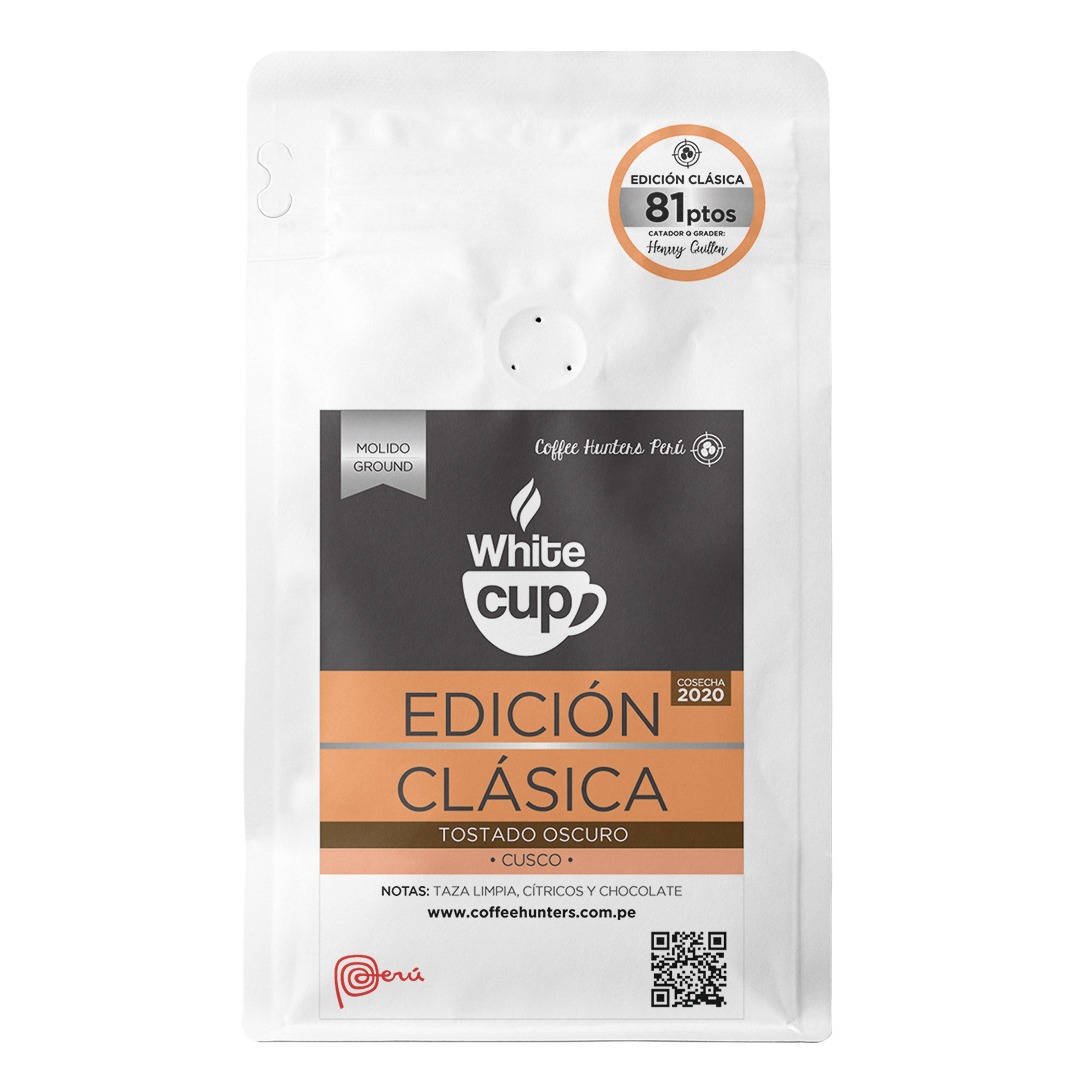 EDICIÓN CLÁSICA
81ptos
CATADOR Q GRADER:
Henrry Guillen
MOLIDO
GROUND
Coffee Hunters Perú
White
cup
COSECHA
2020
EDICIÓN
CLÁSICA
TOSTADO OSCURO
• CUSCO •
NOTAS: TAZA LIMPIA, CÍTRICOS Y CHOCOLATE
www.coffeehunters.com.pe
Perú